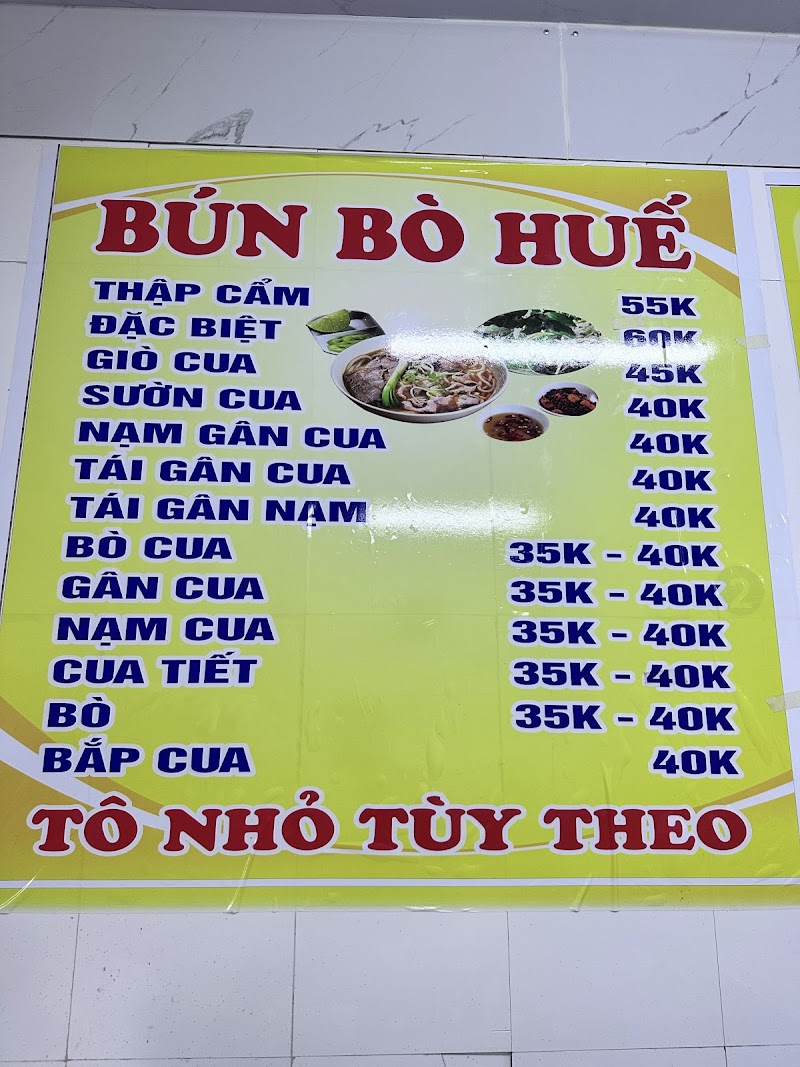 BÚN BÒ HUẾ
THẬP CẨM 55K
ĐẶC BIỆT 60K
GIÒ CUA 45K
SƯỜN CUA 40K
NẠM GÂN CUA 40K
TÁI GÂN CUA 40K
TÁI GÂN NẠM 40K
BÒ CUA 35K - 40K
GÂN CUA 35K - 40K
NẠM CUA 35K - 40K
CUA TIẾT 35K - 40K
BÒ 35K - 40K
BẮP CUA 40K
TÔ NHỎ TÙY THEO